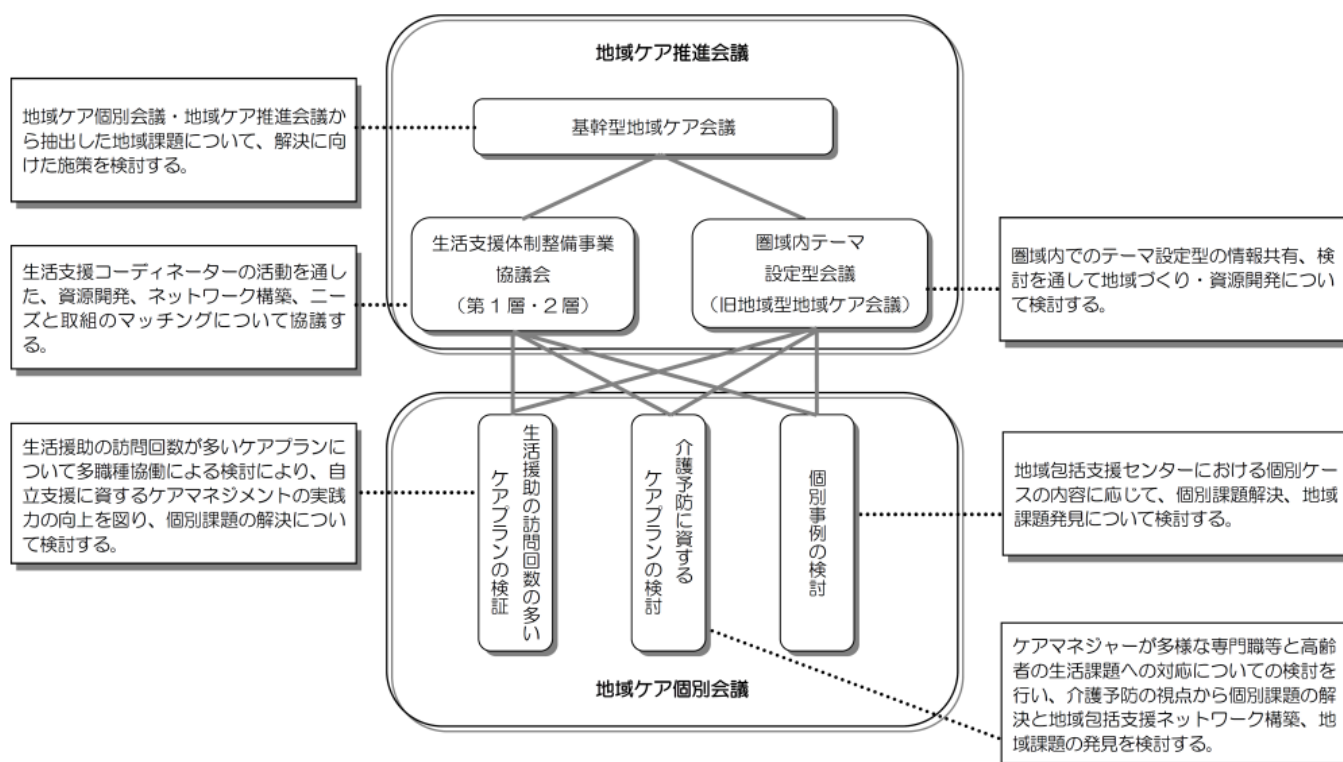 地域ケア推進会議
地域ケア個別会議・地域ケア推進会議か
ら抽出した地域課題について、解決に向
けた施策を検討する。
基幹型地域ケア会議
生活支援コーディネーターの活動を通し
た、資源開発、ネットワーク構築、ニー
ズと取組のマッチングについて協議す
る。
生活支援体制整備事業
協議会
（第１層・２層）
圏域内テーマ
設定型会議
（旧地域型地域ケア会議）
圏域内でのテーマ設定型の情報共有、検
討を通して地域づくり・資源開発につい
て検討する。
生活援助の訪問回数が多いケアプランに
ついて多職種協働による検討により、自
立支援に資するケアマネジメントの実践
力の向上を図り、個別課題の解決につい
て検討する。
生活援助の訪問回数の多い
ケアプランの検証
介護予防に資する
ケアプランの検討
個別事例の検討
地域包括支援センターにおける個別ケー
スの内容に応じて、個別課題解決、地域
課題発見について検討する。
ケアマネジャーが多様な専門職等と高齢
者の生活課題への対応についての検討を
行い、介護予防の視点から個別課題の解
決と地域包括支援ネットワーク構築、地
域課題の発見を検討する。
地域ケア個別会議